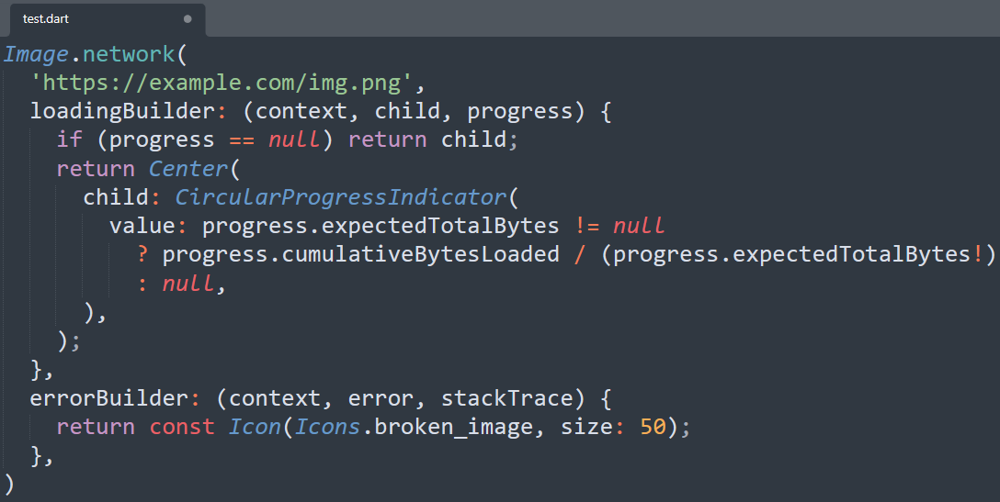 test.dart
Image.network(
  'https://example.com/img.png',
  loadingBuilder: (context, child, progress) {
    if (progress == null) return child;
    return Center(
      child: CircularProgressIndicator(
        value: progress.expectedTotalBytes != null
          ? progress.cumulativeBytesLoaded / (progress.expectedTotalBytes!)
          : null,
      ),
    );
  },
  errorBuilder: (context, error, stackTrace) {
    return const Icon(Icons.broken_image, size: 50);
  },
)